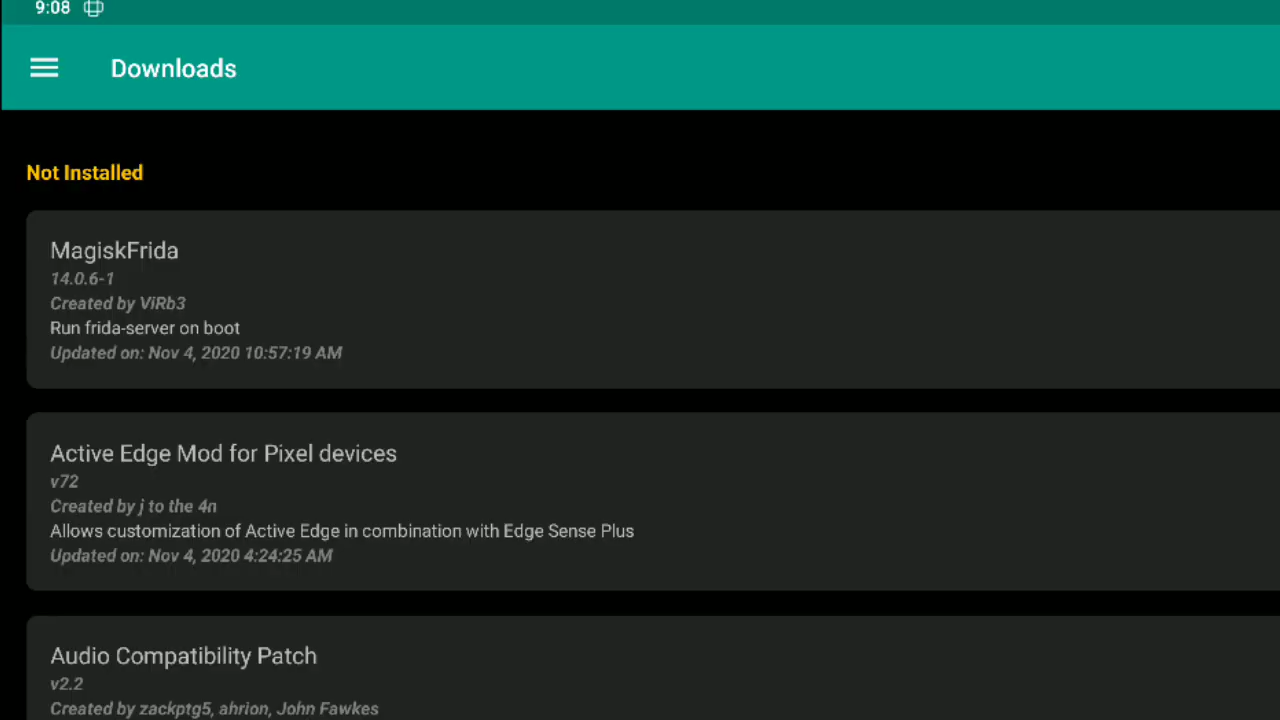 9:08
Downloads
Not Installed
MagiskFrida
14.0.6-1
Created by ViRb3
Run frida-server on boot
Updated on: Nov 4, 2020 10:57:19 AM
Active Edge Mod for Pixel devices
v72
Created by j to the 4n
Allows customization of Active Edge in combination with Edge Sense Plus
Updated on: Nov 4, 2020 4:24:25 AM
Audio Compatibility Patch
v2.2
Created by zackptg5, ahrion, John Fawkes